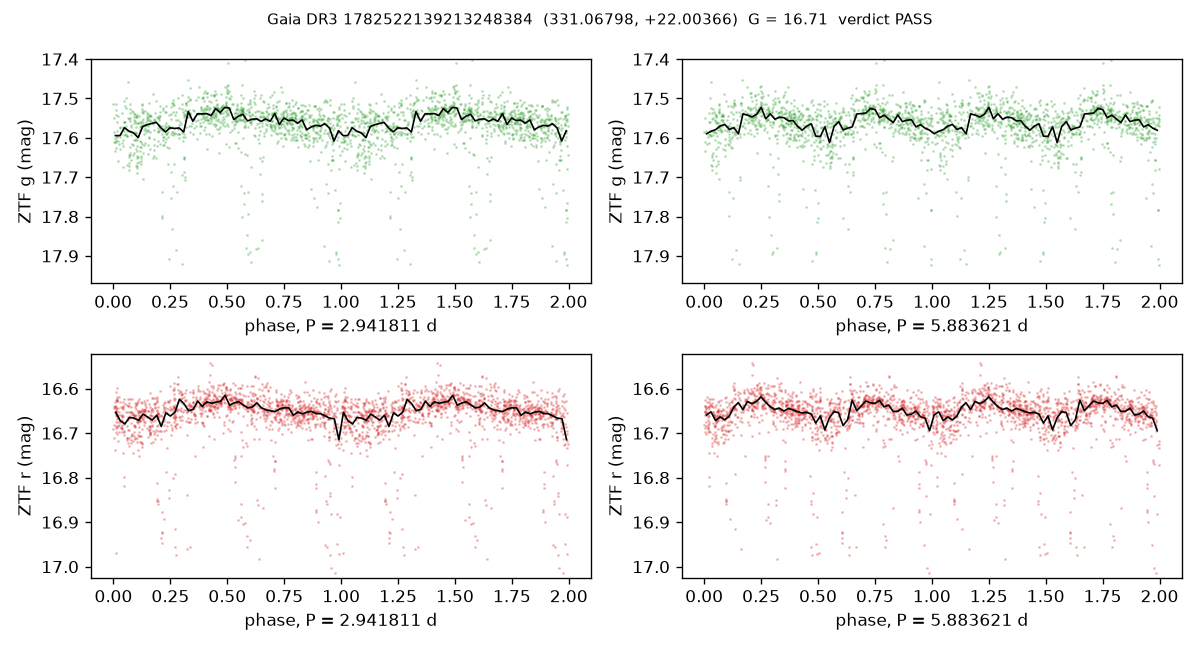 Gaia DR3 1782522139213248384  (331.06798, +22.00366)  G = 16.71  verdict PASS
17.4
17.5
17.6
17.7
17.8
17.9
ZTF g (mag)
0.00 0.25 0.50 0.75 1.00 1.25 1.50 1.75 2.00
phase, P = 2.941811 d
17.4
17.5
17.6
17.7
17.8
17.9
ZTF g (mag)
0.00 0.25 0.50 0.75 1.00 1.25 1.50 1.75 2.00
phase, P = 5.883621 d
16.6
16.7
16.8
16.9
17.0
ZTF r (mag)
0.00 0.25 0.50 0.75 1.00 1.25 1.50 1.75 2.00
phase, P = 2.941811 d
16.6
16.7
16.8
16.9
17.0
ZTF r (mag)
0.00 0.25 0.50 0.75 1.00 1.25 1.50 1.75 2.00
phase, P = 5.883621 d